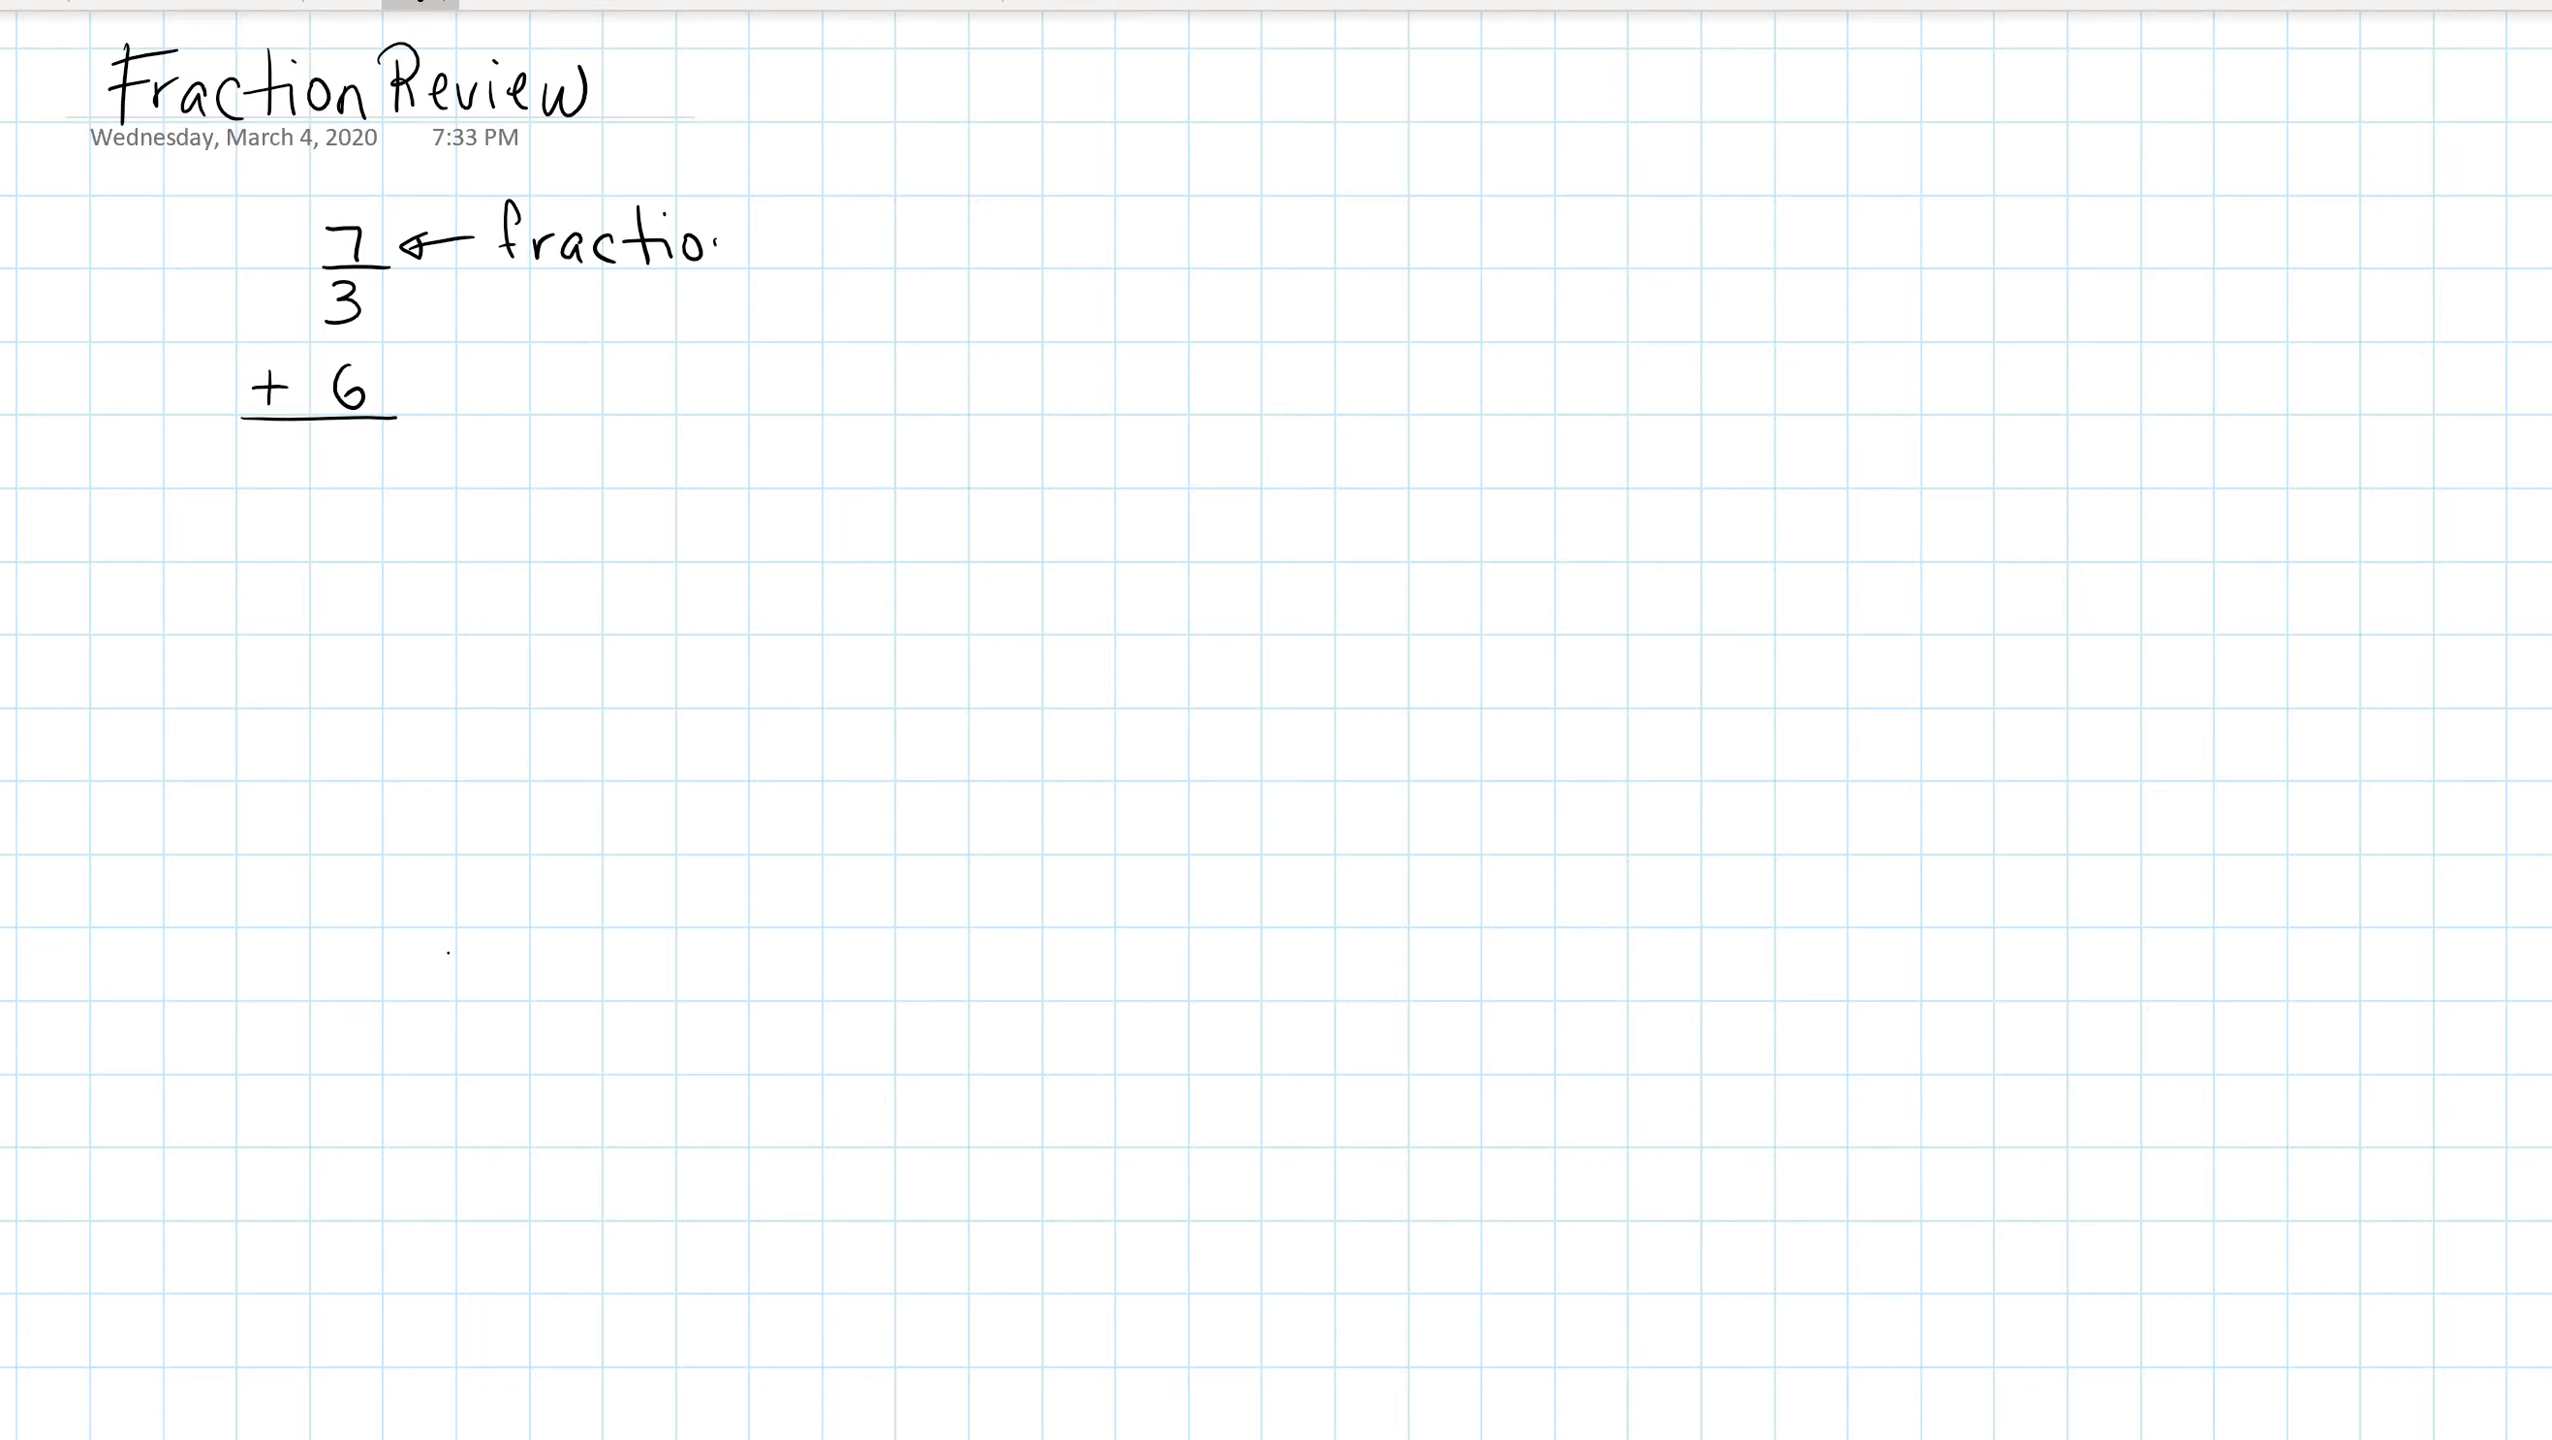 Fraction Review
Wednesday, March 4, 2020 7:33 PM
7 ← fractio
3
+ 6